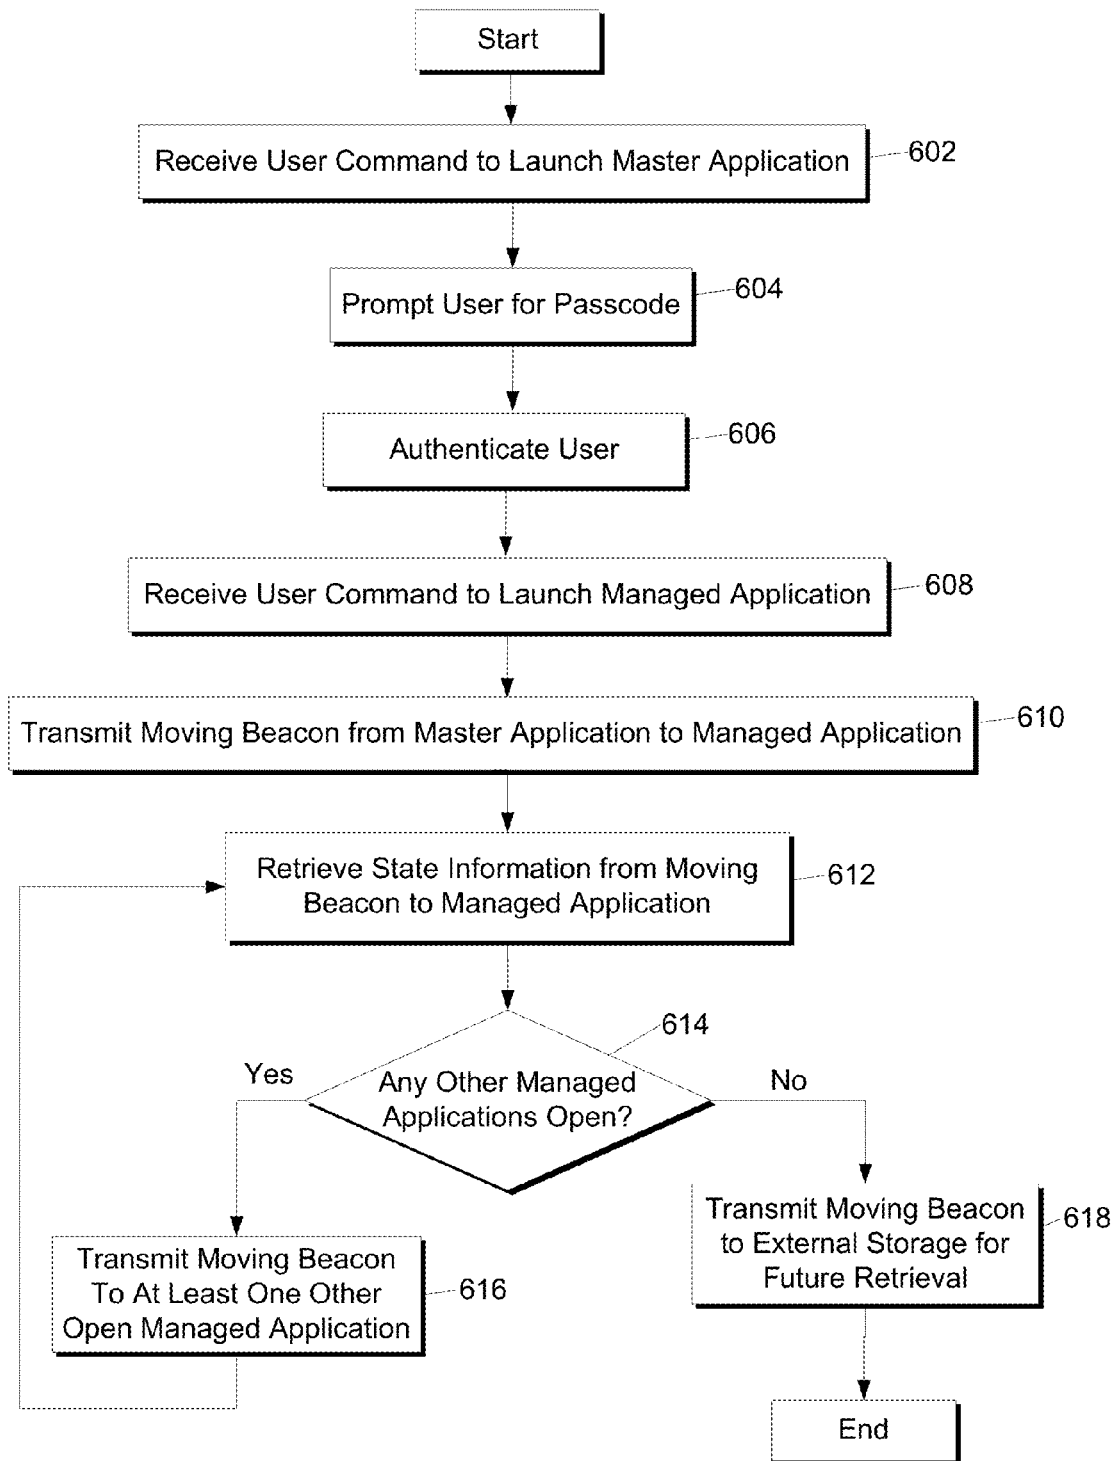 Start
Receive User Command to Launch Master Application
602
Prompt User for Passcode
604
Authenticate User
606
Receive User Command to Launch Managed Application
608
Transmit Moving Beacon from Master Application to Managed Application
610
Retrieve State Information from Moving
Beacon to Managed Application
612
614
Yes
Any Other Managed
Applications Open?
No
Transmit Moving Beacon
To At Least One Other
Open Managed Application
616
Transmit Moving Beacon
to External Storage for
Future Retrieval
618
End